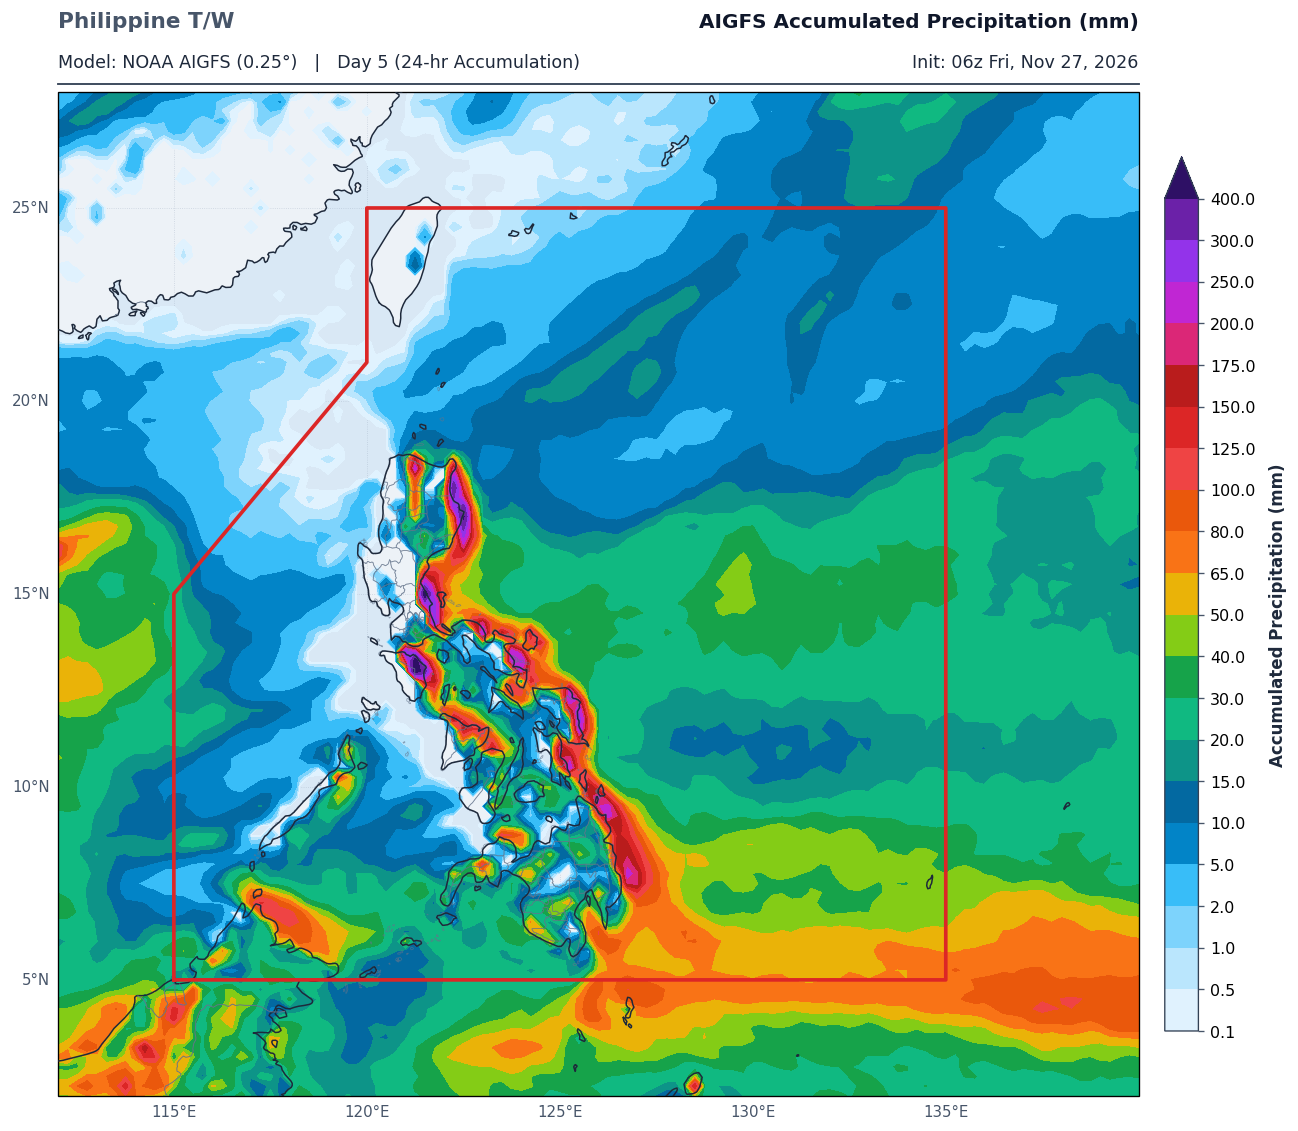 Philippine T/W
AIGFS Accumulated Precipitation (mm)
Model: NOAA AIGFS (0.25°) | Day 5 (24-hr Accumulation)
Init: 06z Fri, Nov 27, 2026
25°N
20°N
15°N
10°N
5°N
115°E
120°E
125°E
130°E
135°E
400.0
300.0
250.0
200.0
175.0
150.0
125.0
100.0
80.0
65.0
50.0
40.0
30.0
20.0
15.0
10.0
5.0
2.0
1.0
0.5
0.1
Accumulated Precipitation (mm)